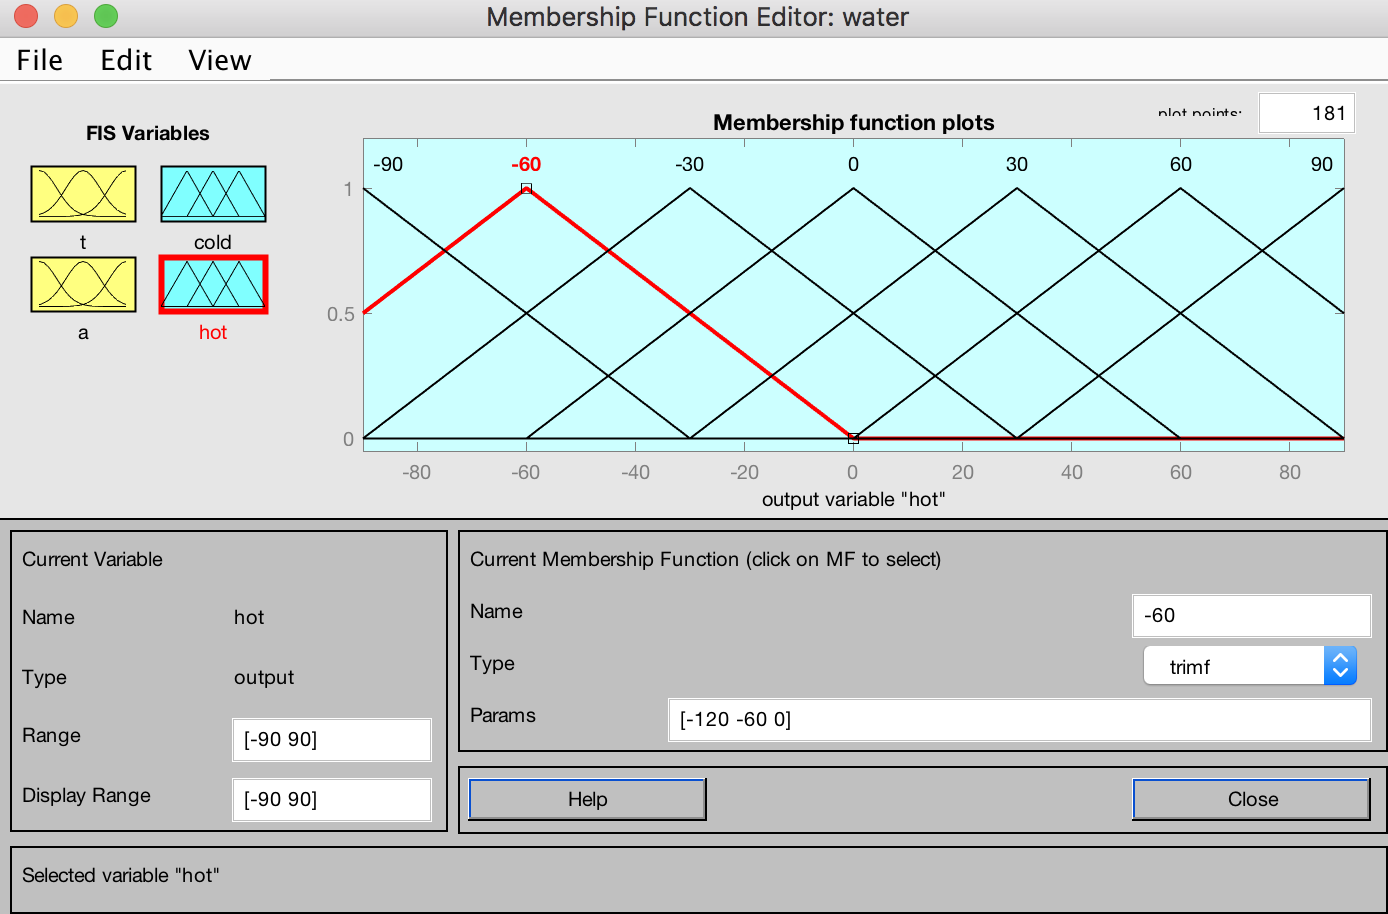 Membership Function Editor: water
File Edit View
FIS Variables
t
cold
a
hot
plot points:
181
Membership function plots
-90 -60 -30 0 30 60 90
1
0.5
0
-80 -60 -40 -20 0 20 40 60 80
output variable "hot"
Current Variable
Name hot
Type output
Range [-90 90]
Display Range [-90 90]
Current Membership Function (click on MF to select)
Name -60
Type trimf
Params [-120 -60 0]
Help Close
Selected variable "hot"